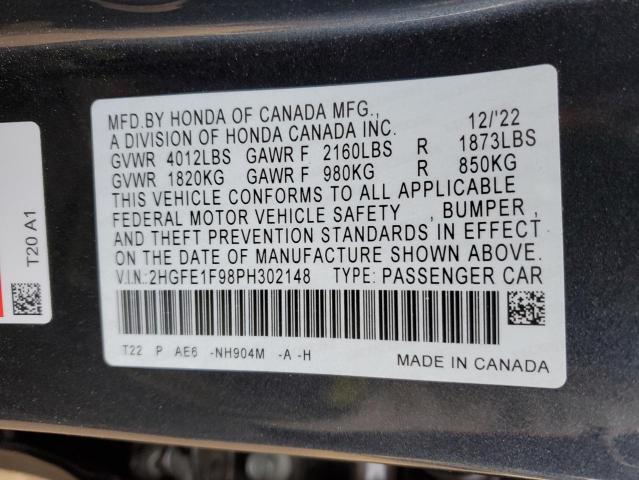 MFD.BY HONDA OF CANADA MFG., 12/'22
A DIVISION OF HONDA CANADA INC.
GVWR 4012LBS GAWR F 2160LBS R 1873LBS
GVWR 1820KG GAWR F 980KG R 850KG
THIS VEHICLE CONFORMS TO ALL APPLICABLE
FEDERAL MOTOR VEHICLE SAFETY , BUMPER ,
AND THEFT PREVENTION STANDARDS IN EFFECT
ON THE DATE OF MANUFACTURE SHOWN ABOVE.
V.I.N: 2HGFE1F98PH302148 TYPE: PASSENGER CAR
T22 P AE6 -NH904M -A -H
MADE IN CANADA
T20 A1